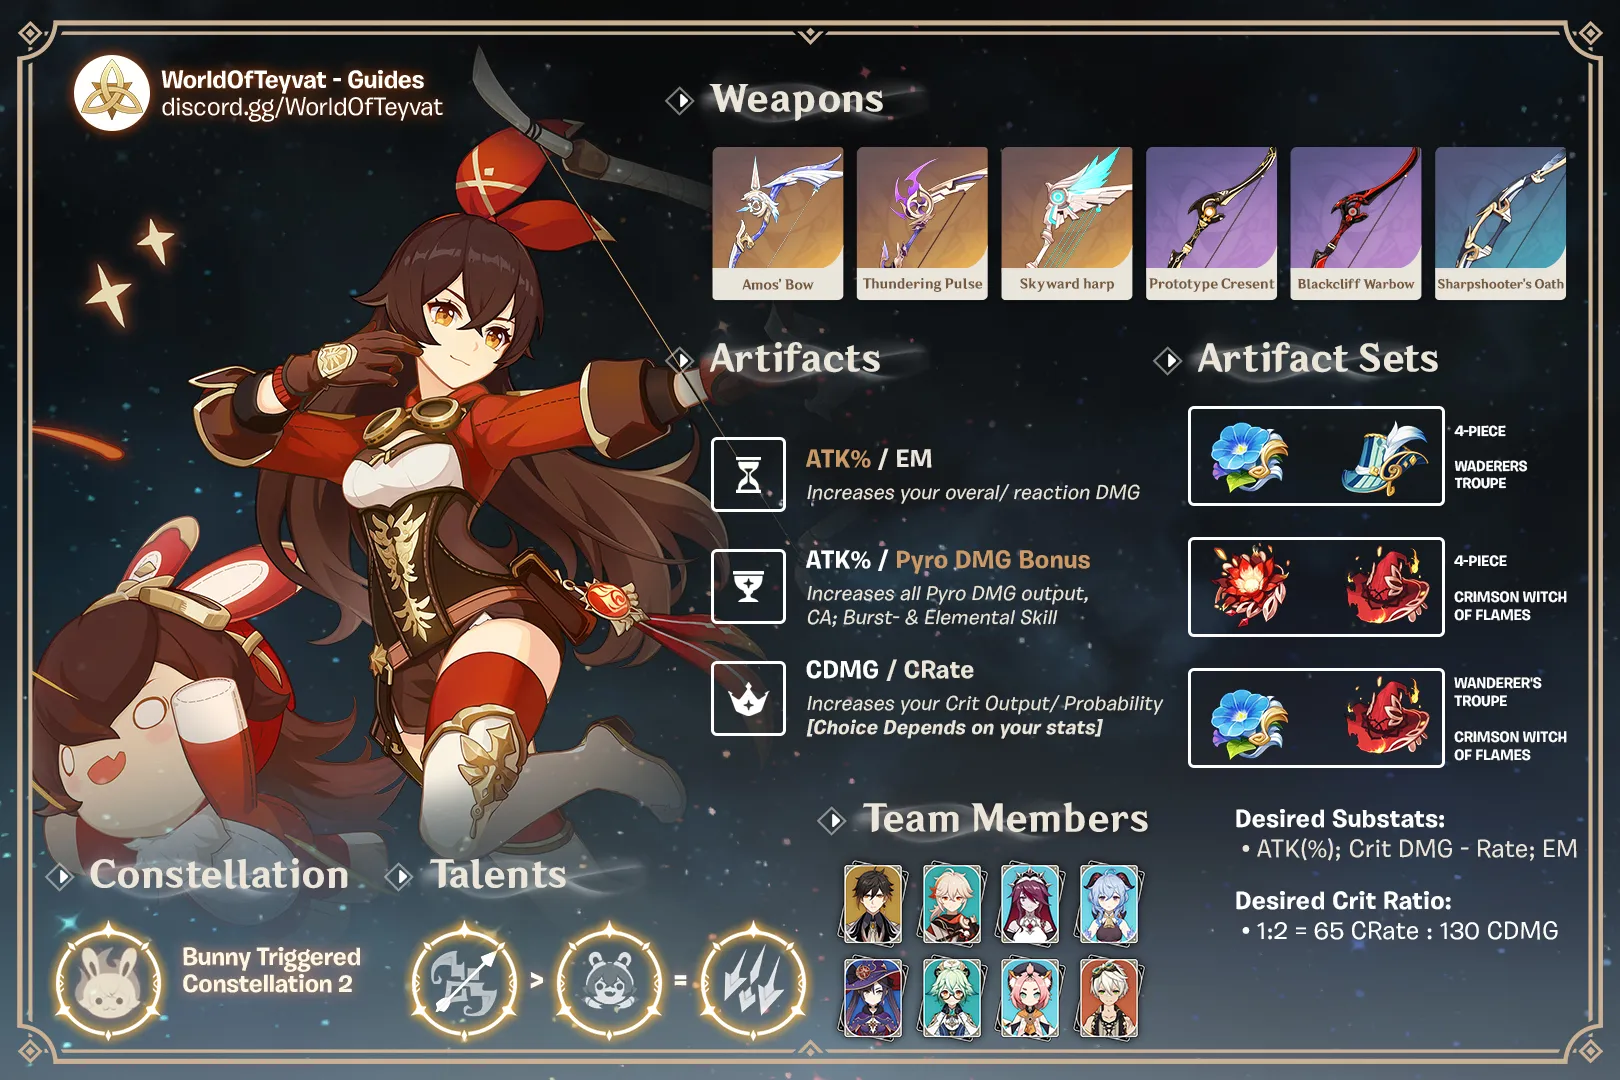 WorldOfTeyvat - Guides
discord.gg/WorldOfTeyvat
Weapons
Amos' Bow
Thundering Pulse
Skyward harp
Prototype Cresent
Blackcliff Warbow
Sharpshooter's Oath
Artifacts
ATK% / EM
Increases your overal/ reaction DMG
ATK% / Pyro DMG Bonus
Increases all Pyro DMG output,
CA; Burst- & Elemental Skill
CDMG / CRate
Increases your Crit Output/ Probability
[Choice Depends on your stats]
Artifact Sets
4-PIECE
WADERERS
TROUPE
4-PIECE
CRIMSON WITCH
OF FLAMES
WANDERER'S
TROUPE
CRIMSON WITCH
OF FLAMES
Desired Substats:
• ATK(%); Crit DMG - Rate; EM
Desired Crit Ratio:
• 1:2 = 65 CRate : 130 CDMG
Team Members
Constellation
Bunny Triggered
Constellation 2
Talents
> =